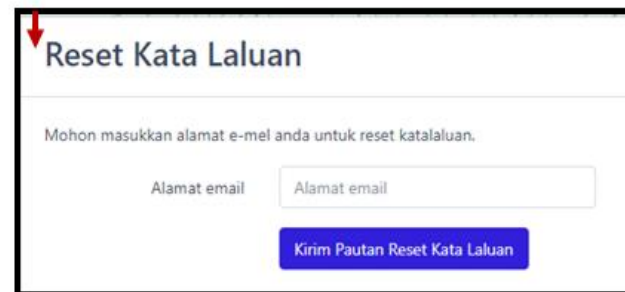 Reset Kata Laluan
Mohon masukkan alamat e-mel anda untuk reset katalaluan.
Alamat email
Alamat email
Kirim Pautan Reset Kata Laluan